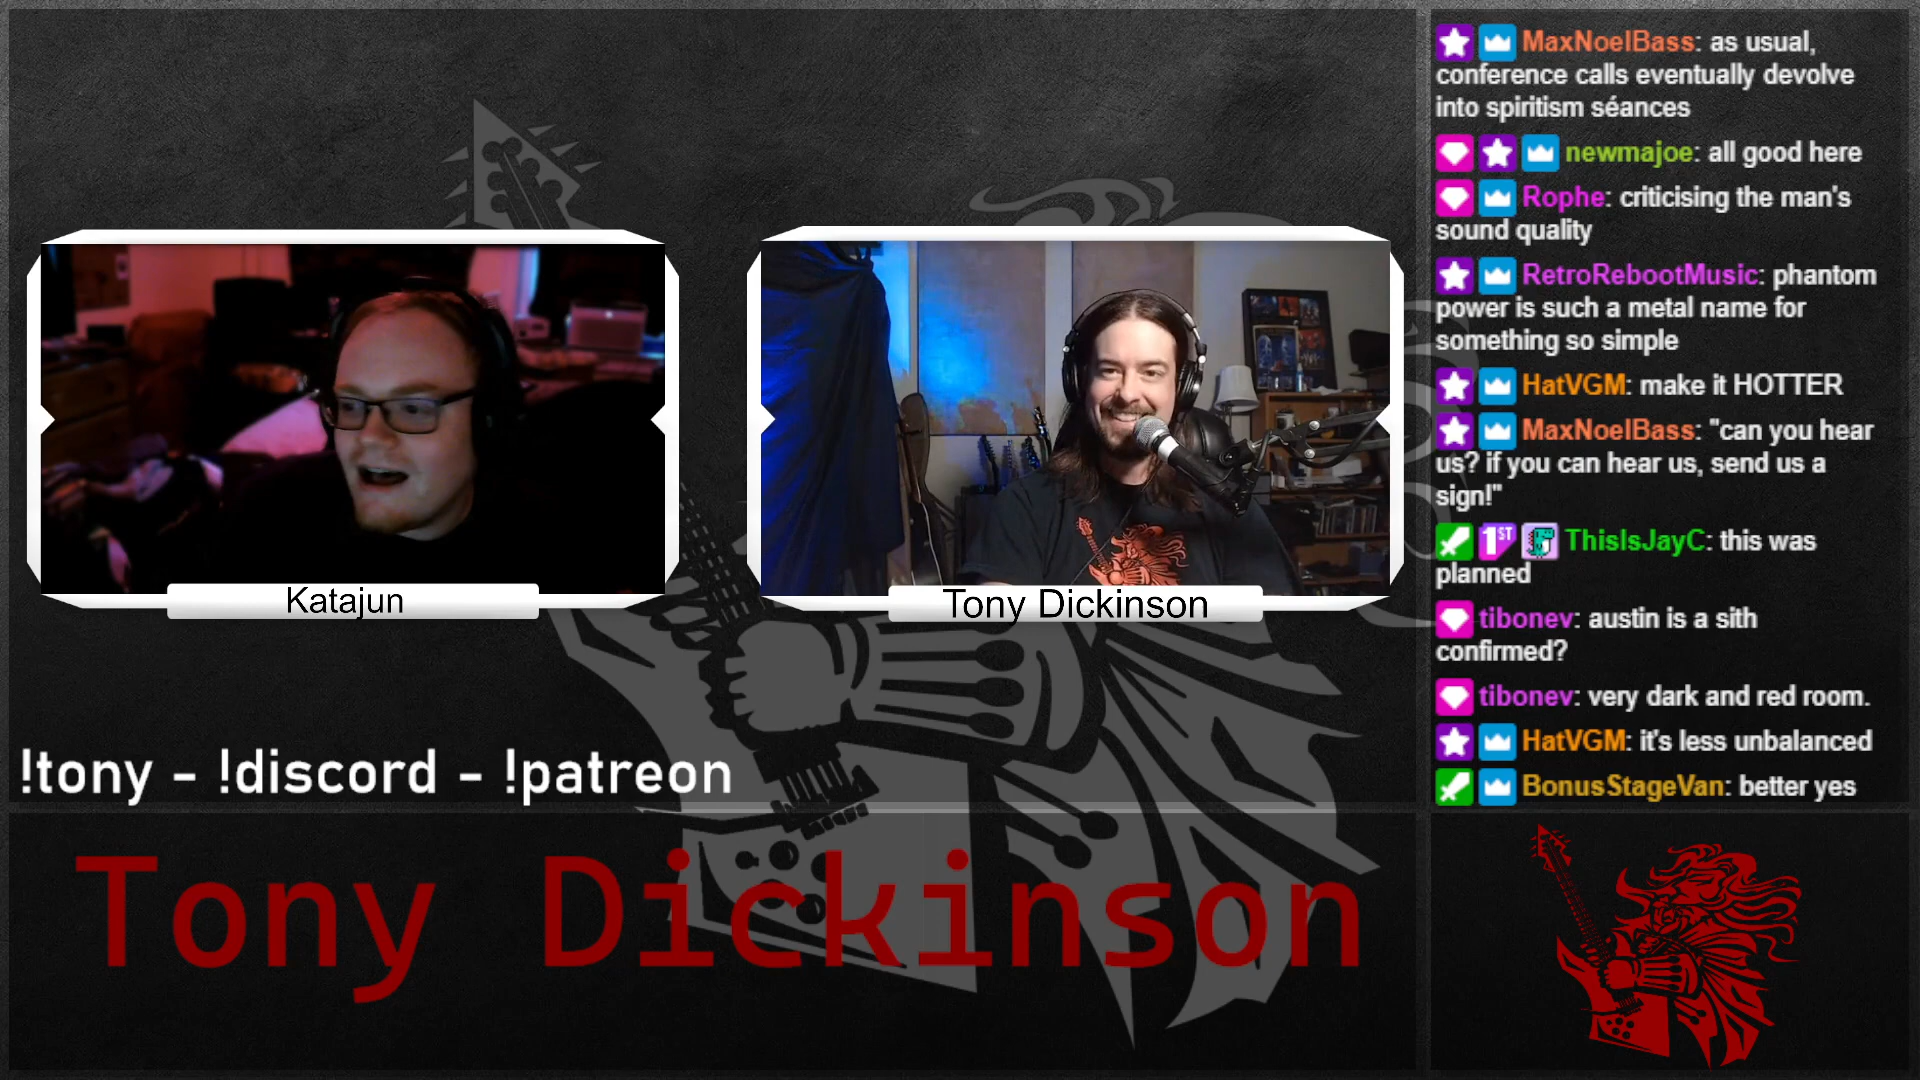 Katajun
Tony Dickinson
!tony - !discord - !patreon
Tony Dickinson
MaxNoelBass: as usual,
conference calls eventually devolve
into spiritism séances
newmajoe: all good here
Rophe: criticising the man's
sound quality
RetroRebootMusic: phantom
power is such a metal name for
something so simple
HatVGM: make it HOTTER
MaxNoelBass: "can you hear
us? if you can hear us, send us a
sign!"
1ST ThisIsJayC: this was
planned
tibonev: austin is a sith
confirmed?
tibonev: very dark and red room.
HatVGM: it's less unbalanced
BonusStageVan: better yes